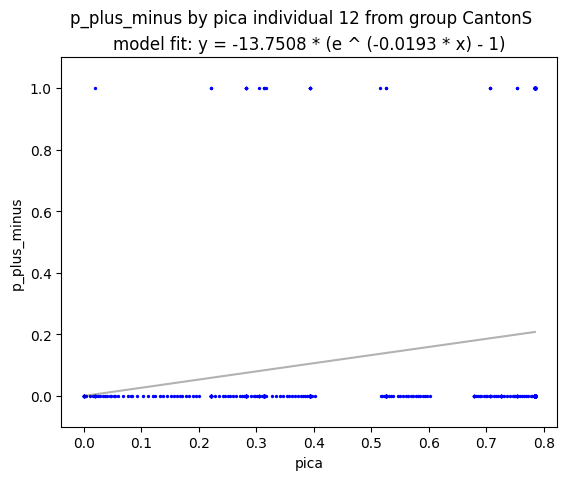 p_plus_minus by pica individual 12 from group CantonS
model fit: y = -13.7508 * (e ^ (-0.0193 * x) - 1)
1.0
0.8
0.6
0.4
0.2
0.0
p_plus_minus
0.0 0.1 0.2 0.3 0.4 0.5 0.6 0.7 0.8
pica